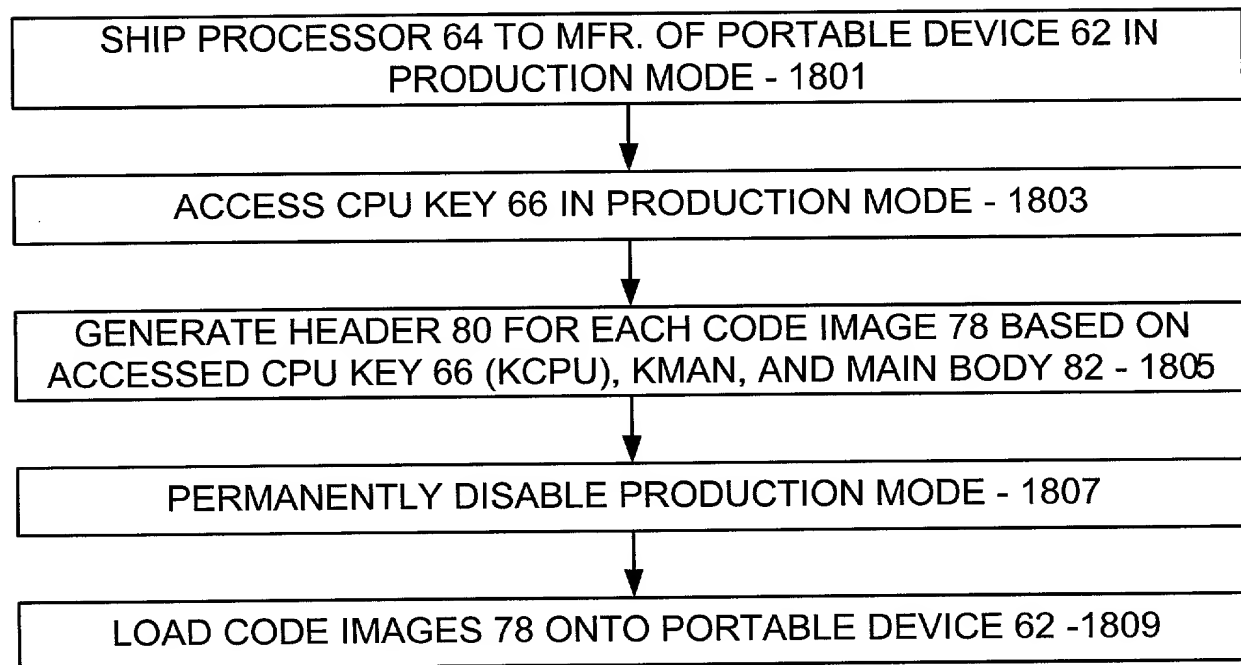 SHIP PROCESSOR 64 TO MFR. OF PORTABLE DEVICE 62 IN
PRODUCTION MODE - 1801
ACCESS CPU KEY 66 IN PRODUCTION MODE - 1803
GENERATE HEADER 80 FOR EACH CODE IMAGE 78 BASED ON
ACCESSED CPU KEY 66 (KCPU), KMAN, AND MAIN BODY 82 - 1805
PERMANENTLY DISABLE PRODUCTION MODE - 1807
LOAD CODE IMAGES 78 ONTO PORTABLE DEVICE 62 -1809